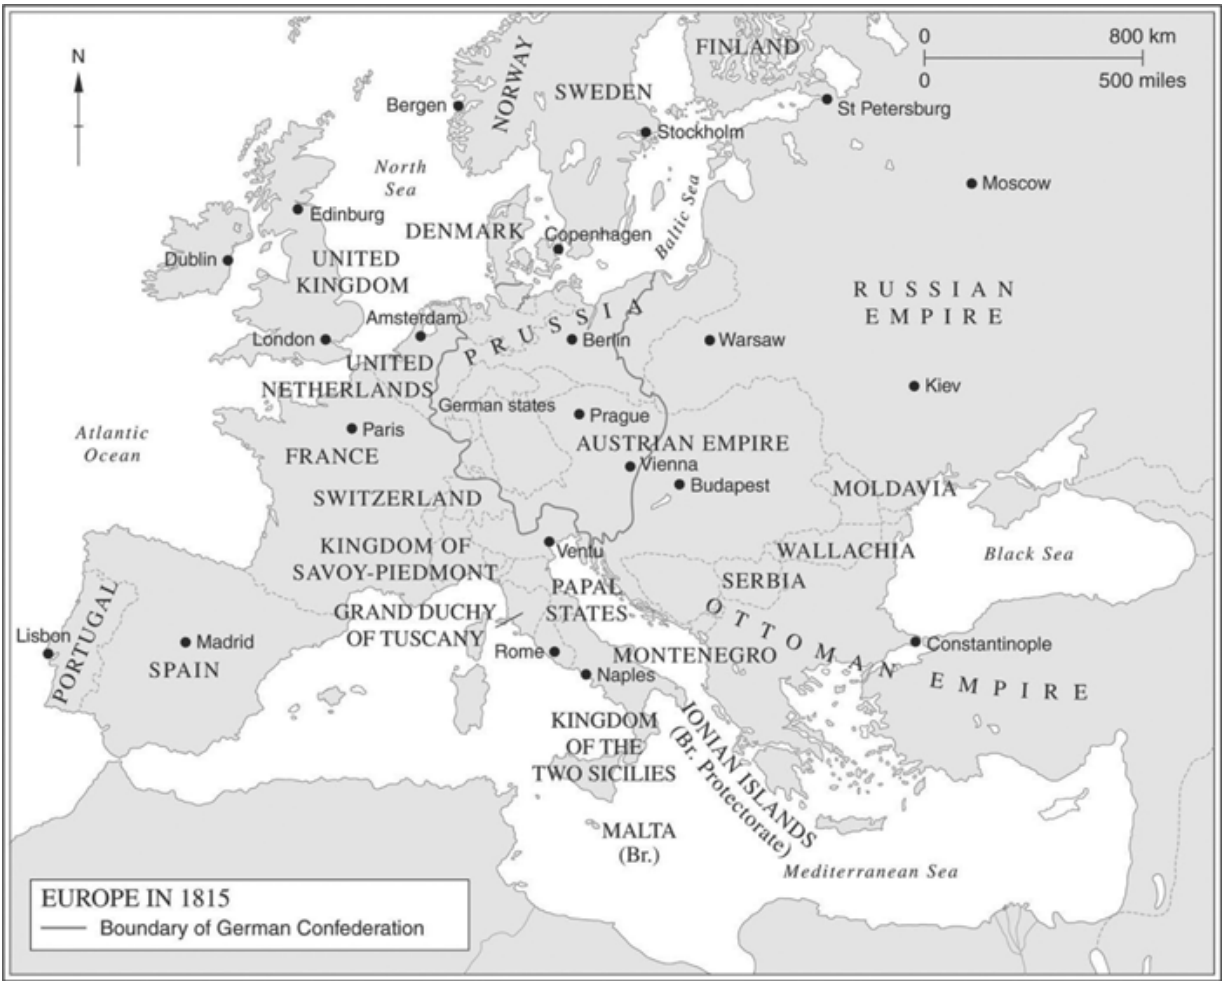 N
0 800 km
0 500 miles
FINLAND
NORWAY
SWEDEN
Bergen
St Petersburg
Stockholm
North
Sea
Baltic Sea
Moscow
Edinburg
DENMARK
Copenhagen
Dublin
UNITED
KINGDOM
RUSSIAN
EMPIRE
Amsterdam
PRUSSIA
London
Berlin
Warsaw
UNITED
NETHERLANDS
Kiev
German states
Prague
Atlantic
Ocean
Paris
AUSTRIAN EMPIRE
FRANCE
Vienna
Budapest
SWITZERLAND
MOLDAVIA
KINGDOM OF
SAVOY-PIEDMONT
Ventu
WALLACHIA
Black Sea
PAPAL
STATES
SERBIA
GRAND DUCHY
OF TUSCANY
OTTOMAN EMPIRE
Lisbon
PORTUGAL
Madrid
SPAIN
Rome
MONTENEGRO
Constantinople
Naples
KINGDOM
OF THE
TWO SICILIES
IONIAN ISLANDS
(Br. Protectorate)
MALTA
(Br.)
Mediterranean Sea
EUROPE IN 1815
Boundary of German Confederation